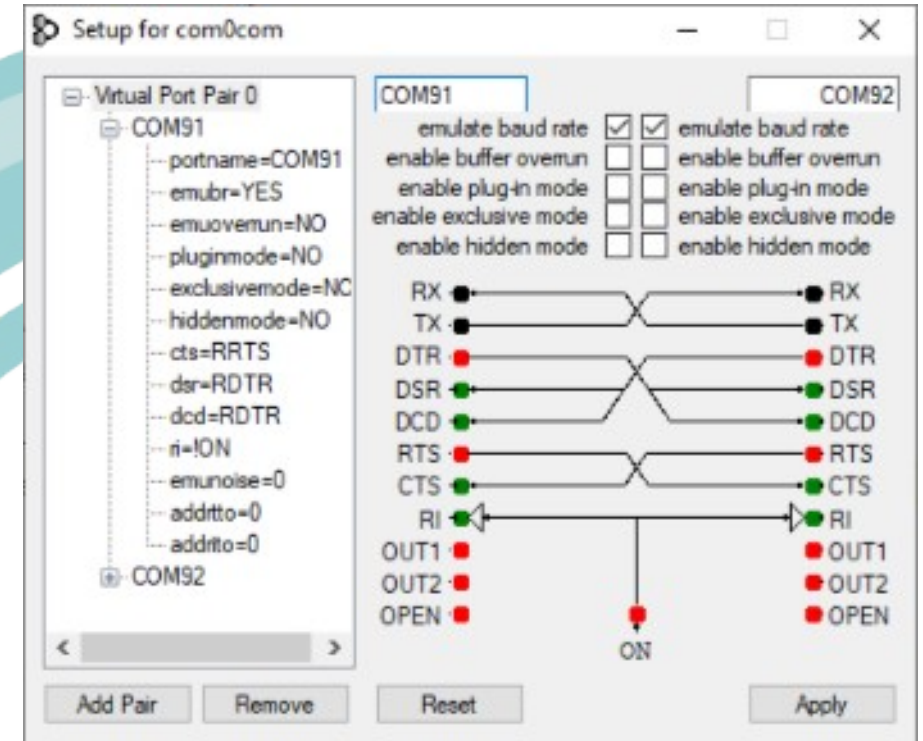 Setup for com0com
Virtual Port Pair 0
COM91
portname=COM91
emubr=YES
emuoverrun=NO
pluginmode=NO
exclusivemode=NO
hiddenmode=NO
cts=RRTS
dsr=RDTR
dcd=RDTR
ri=!ON
emunoise=0
addrtto=0
addrito=0
COM92
COM91 COM92
emulate baud rate emulate baud rate
enable buffer overrun enable buffer overrun
enable plug-in mode enable plug-in mode
enable exclusive mode enable exclusive mode
enable hidden mode enable hidden mode
RX RX
TX TX
DTR DTR
DSR DSR
DCD DCD
RTS RTS
CTS CTS
RI RI
OUT1 OUT1
OUT2 OUT2
OPEN OPEN
ON
Add Pair Remove Reset Apply